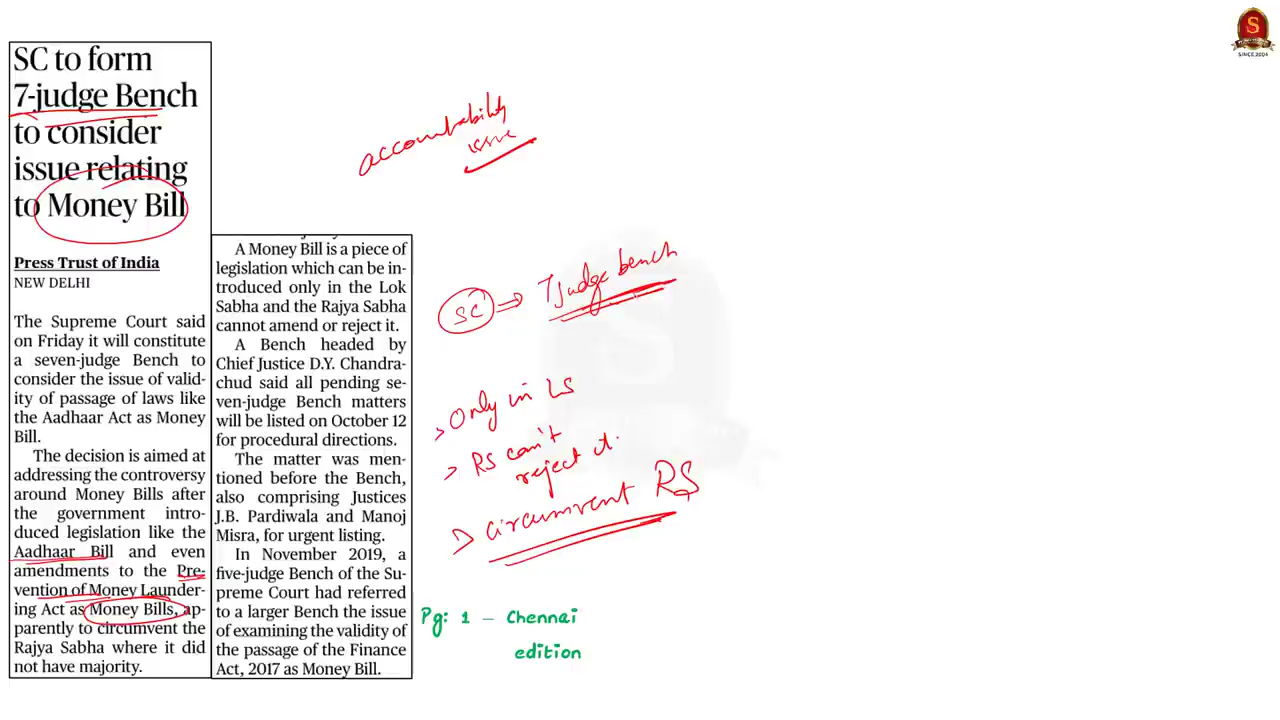 SC to form
7-judge Bench
to consider
issue relating
to Money Bill
Press Trust of India
NEW DELHI
The Supreme Court said
on Friday it will constitute
a seven-judge Bench to
consider the issue of valid-
ity of passage of laws like
the Aadhaar Act as Money
Bill.
The decision is aimed at
addressing the controversy
around Money Bills after
the government intro-
duced legislation like the
Aadhaar Bill and even
amendments to the Pre-
vention of Money Launder-
ing Act as Money Bills, ap-
parently to circumvent the
Rajya Sabha where it did
not have majority.
A Money Bill is a piece of
legislation which can be in-
troduced only in the Lok
Sabha and the Rajya Sabha
cannot amend or reject it.
A Bench headed by
Chief Justice D.Y. Chandra-
chud said all pending se-
ven-judge Bench matters
will be listed on October 12
for procedural directions.
The matter was men-
tioned before the Bench,
also comprising Justices
J.B. Pardiwala and Manoj
Misra, for urgent listing.
In November 2019, a
five-judge Bench of the Su-
preme Court had referred
to a larger Bench the issue
of examining the validity of
the passage of the Finance
Act, 2017 as Money Bill.
accountability
issue
SC ⇒ 7 judge bench
> Only in LS
> RS can't
reject it.
> circumvent RS
Pg: 1 – Chennai
edition
S
SINCE 2004